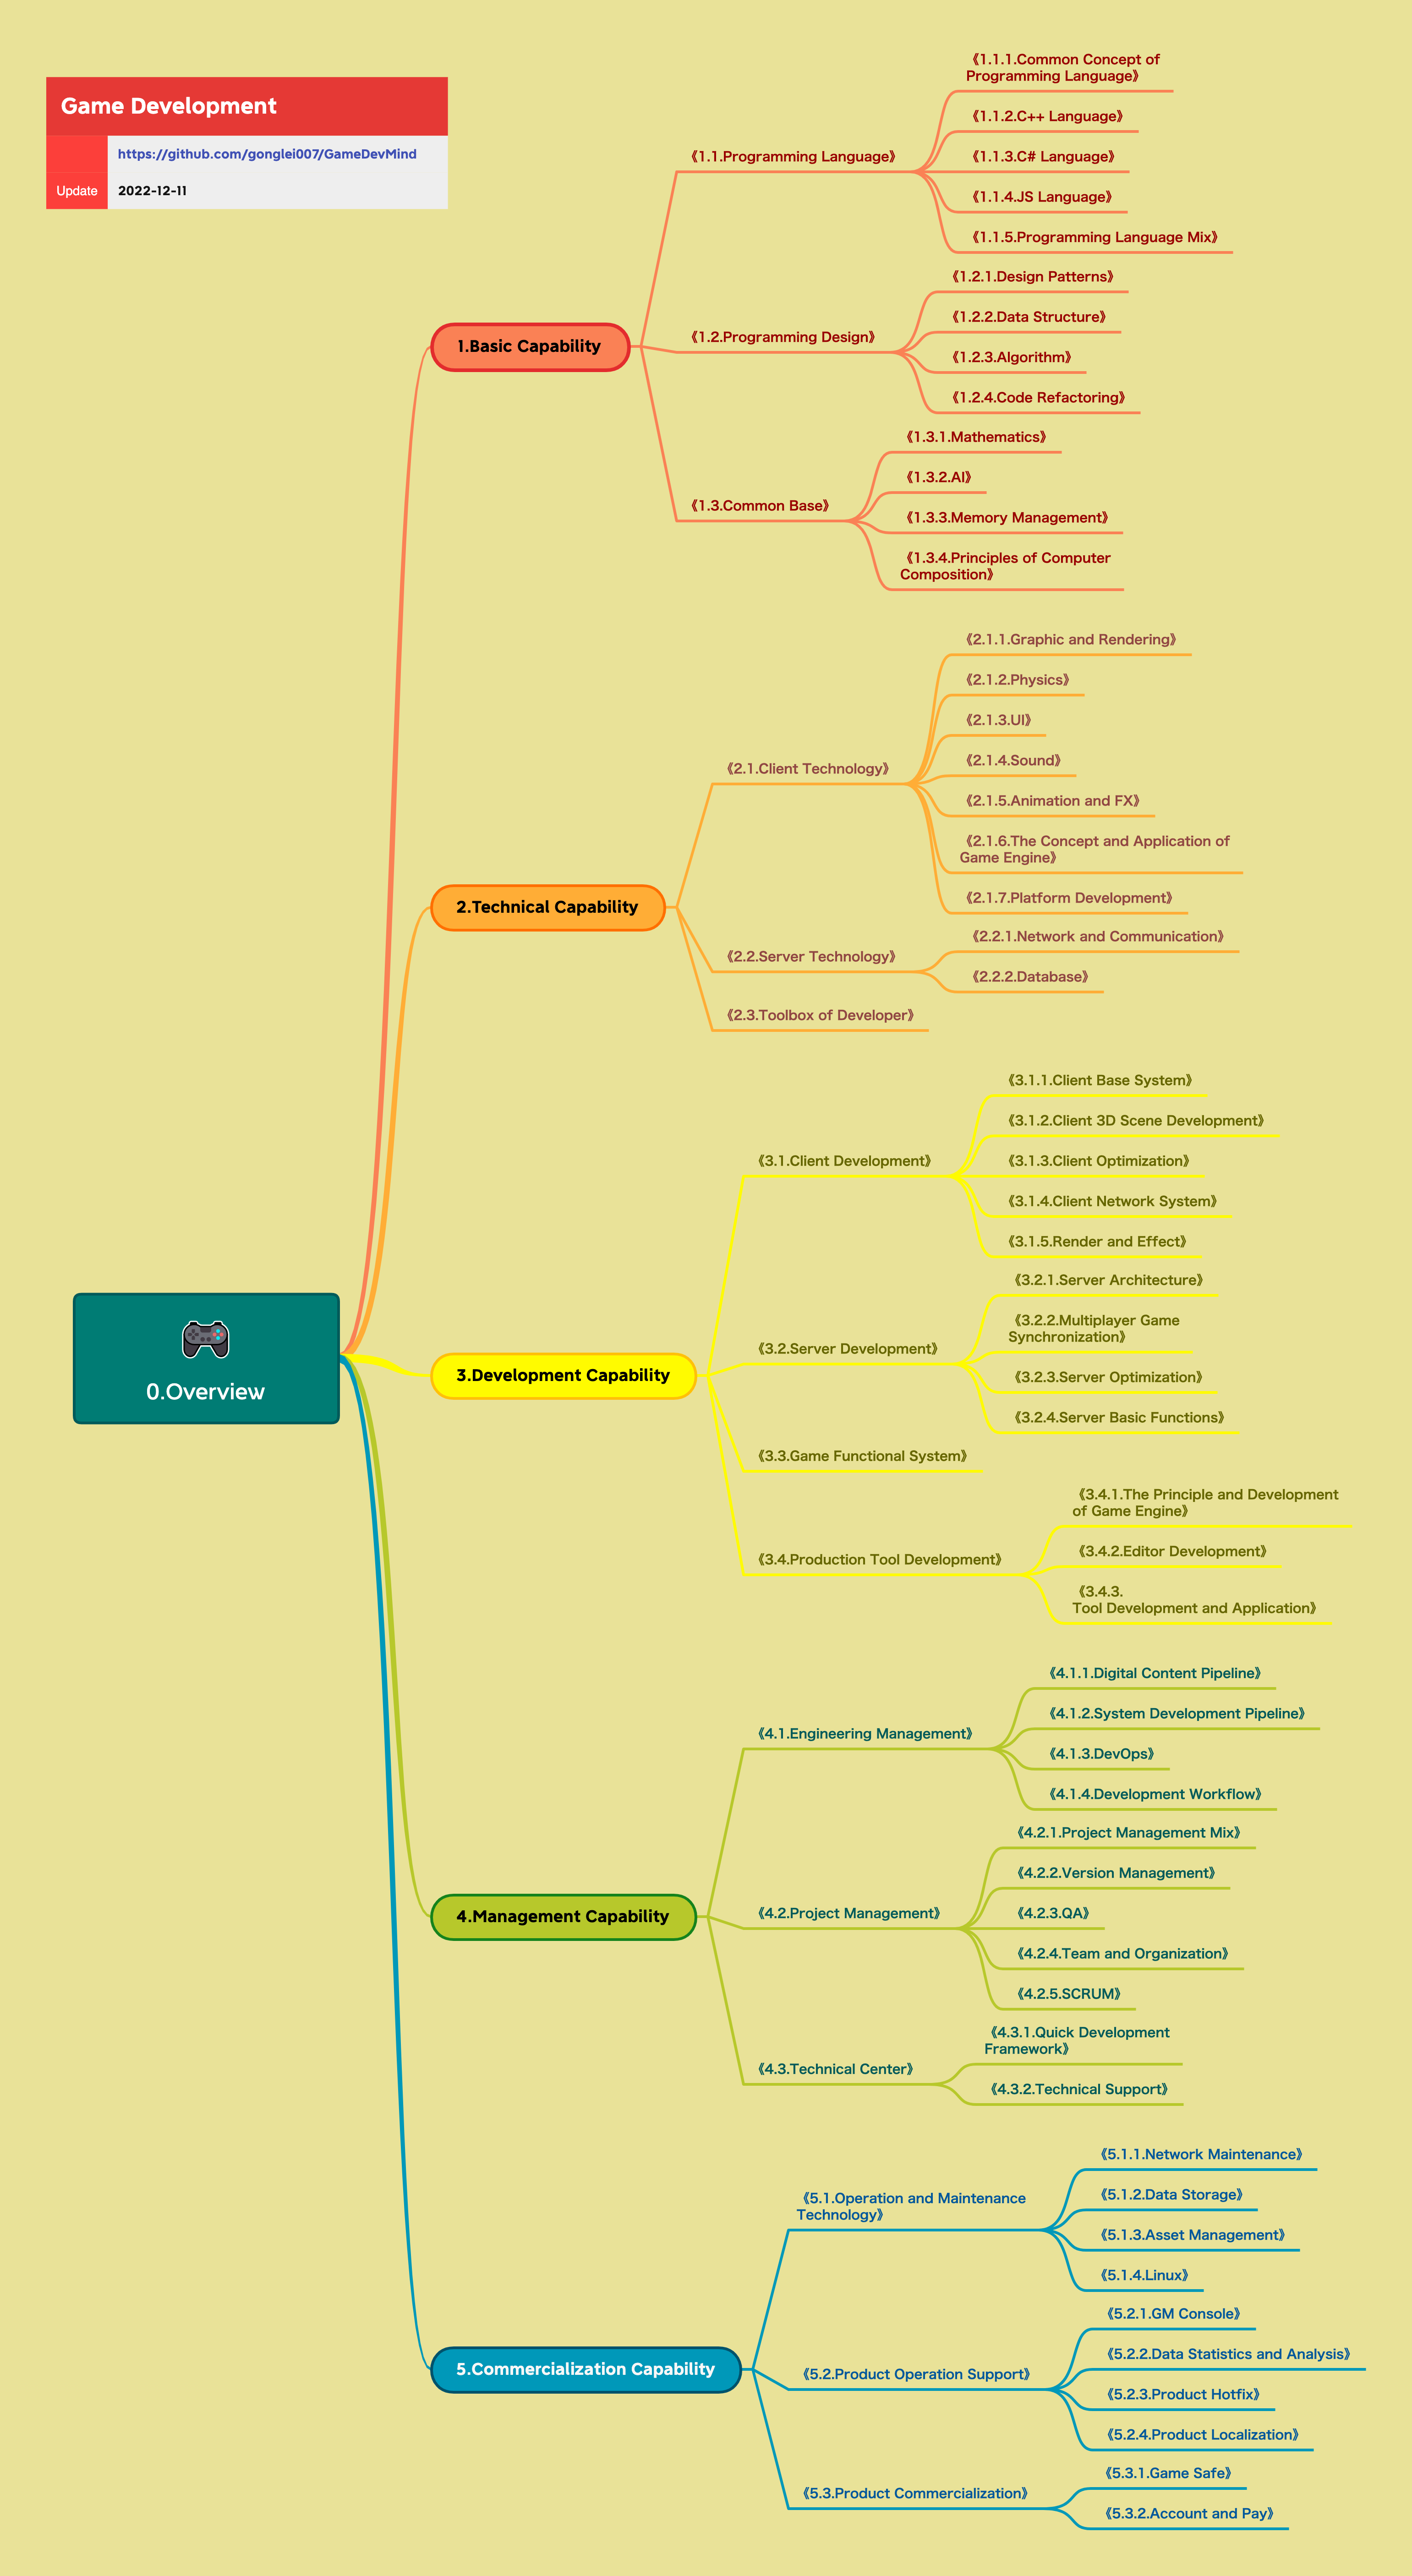 Game Development
https://github.com/gonglei007/GameDevMind
Update 2022-12-11
0.Overview
1.Basic Capability
《1.1.Programming Language》
《1.1.1.Common Concept of
Programming Language》
《1.1.2.C++ Language》
《1.1.3.C# Language》
《1.1.4.JS Language》
《1.1.5.Programming Language Mix》
《1.2.Programming Design》
《1.2.1.Design Patterns》
《1.2.2.Data Structure》
《1.2.3.Algorithm》
《1.2.4.Code Refactoring》
《1.3.Common Base》
《1.3.1.Mathematics》
《1.3.2.AI》
《1.3.3.Memory Management》
《1.3.4.Principles of Computer
Composition》
2.Technical Capability
《2.1.Client Technology》
《2.1.1.Graphic and Rendering》
《2.1.2.Physics》
《2.1.3.UI》
《2.1.4.Sound》
《2.1.5.Animation and FX》
《2.1.6.The Concept and Application of
Game Engine》
《2.1.7.Platform Development》
《2.2.Server Technology》
《2.2.1.Network and Communication》
《2.2.2.Database》
《2.3.Toolbox of Developer》
3.Development Capability
《3.1.Client Development》
《3.1.1.Client Base System》
《3.1.2.Client 3D Scene Development》
《3.1.3.Client Optimization》
《3.1.4.Client Network System》
《3.1.5.Render and Effect》
《3.2.Server Development》
《3.2.1.Server Architecture》
《3.2.2.Multiplayer Game
Synchronization》
《3.2.3.Server Optimization》
《3.2.4.Server Basic Functions》
《3.3.Game Functional System》
《3.4.Production Tool Development》
《3.4.1.The Principle and Development
of Game Engine》
《3.4.2.Editor Development》
《3.4.3.
Tool Development and Application》
4.Management Capability
《4.1.Engineering Management》
《4.1.1.Digital Content Pipeline》
《4.1.2.System Development Pipeline》
《4.1.3.DevOps》
《4.1.4.Development Workflow》
《4.2.Project Management》
《4.2.1.Project Management Mix》
《4.2.2.Version Management》
《4.2.3.QA》
《4.2.4.Team and Organization》
《4.2.5.SCRUM》
《4.3.Technical Center》
《4.3.1.Quick Development
Framework》
《4.3.2.Technical Support》
5.Commercialization Capability
《5.1.Operation and Maintenance
Technology》
《5.1.1.Network Maintenance》
《5.1.2.Data Storage》
《5.1.3.Asset Management》
《5.1.4.Linux》
《5.2.Product Operation Support》
《5.2.1.GM Console》
《5.2.2.Data Statistics and Analysis》
《5.2.3.Product Hotfix》
《5.2.4.Product Localization》
《5.3.Product Commercialization》
《5.3.1.Game Safe》
《5.3.2.Account and Pay》